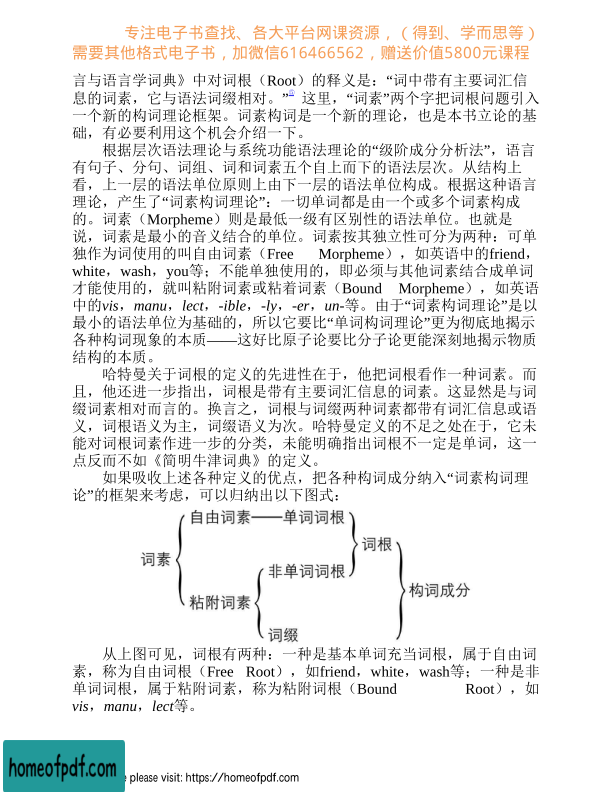 专注电子书查找、各大平台网课资源，（得到、学而思等）
需要其他格式电子书，加微信616466562，赠送价值5800元课程
言与语言学词典》中对词根（Root）的释义是：“词中带有主要词汇信
息的词素，它与语法词缀相对。” 这里，“词素”两个字把词根问题引入
一个新的构词理论框架。词素构词是一个新的理论，也是本书立论的基
础，有必要利用这个机会介绍一下。
根据层次语法理论与系统功能语法理论的“级阶成分分析法”，语言
有句子、分句、词组、词和词素五个自上而下的语法层次。从结构上
看，上一层的语法单位原则上由下一层的语法单位构成。根据这种语言
理论，产生了“词素构词理论”：一切单词都是由一个或多个词素构成
的。词素（Morpheme）则是最低一级有区别性的语法单位。也就是
说，词素是最小的音义结合的单位。词素按其独立性可分为两种：可单
独作为词使用的叫自由词素（Free Morpheme），如英语中的friend，
white，wash，you等；不能单独使用的，即必须与其他词素结合成单词
才能使用的，就叫粘附词素或粘着词素（Bound Morpheme），如英语
中的vis，manu，lect，-ible，-ly，-er，un-等。由于“词素构词理论”是以
最小的语法单位为基础的，所以它要比“单词构词理论”更为彻底地揭示
各种构词现象的本质——这好比原子论要比分子论更能深刻地揭示物质
结构的本质。
哈特曼关于词根的定义的先进性在于，他把词根看作一种词素。而
且，他还进一步指出，词根是带有主要词汇信息的词素。这显然是与词
缀词素相对而言的。换言之，词根与词缀两种词素都带有词汇信息或语
义，词根语义为主，词缀语义为次。哈特曼定义的不足之处在于，它未
能对词根词素作进一步的分类，未能明确指出词根不一定是单词，这一
点反而不如《简明牛津词典》的定义。
如果吸收上述各种定义的优点，把各种构词成分纳入“词素构词理
论”的框架来考虑，可以归纳出以下图式：
自由词素——单词词根
词根
词素
非单词词根
构词成分
粘附词素
词缀
从上图可见，词根有两种：一种是基本单词充当词根，属于自由词
素，称为自由词根（Free Root），如friend，white，wash等；一种是非
单词词根，属于粘附词素，称为粘附词根（Bound Root），如
vis，manu，lect等。
homeofpdf.com
please visit: https://homeofpdf.com